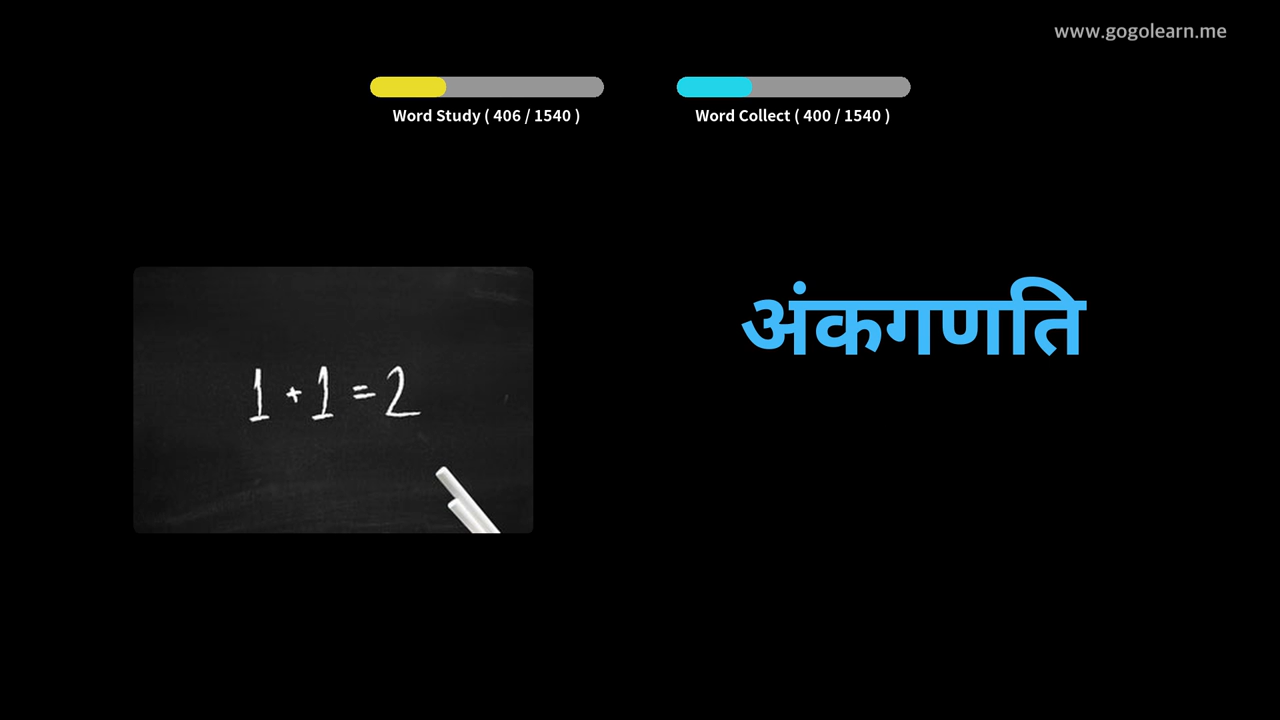 www.gogolearn.me
Word Study ( 406 / 1540 )
Word Collect ( 400 / 1540 )
अंकगणति
1 + 1 = 2